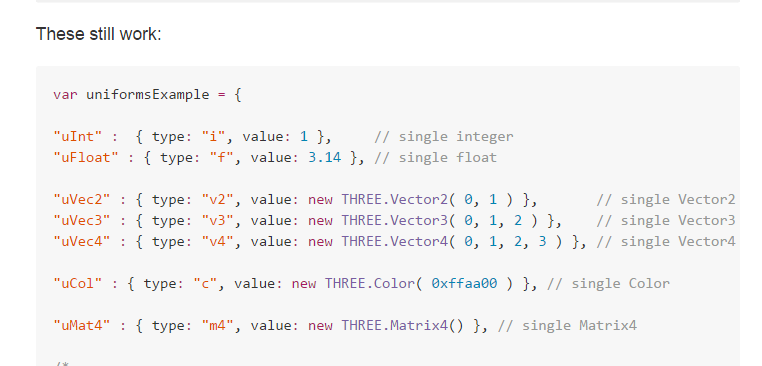 These still work:
var uniformsExample = {
"uInt" : { type: "i", value: 1 }, // single integer
"uFloat" : { type: "f", value: 3.14 }, // single float
"uVec2" : { type: "v2", value: new THREE.Vector2( 0, 1 ) }, // single Vector2
"uVec3" : { type: "v3", value: new THREE.Vector3( 0, 1, 2 ) }, // single Vector3
"uVec4" : { type: "v4", value: new THREE.Vector4( 0, 1, 2, 3 ) }, // single Vector4
"uCol" : { type: "c", value: new THREE.Color( 0xffaa00 ) }, // single Color
"uMat4" : { type: "m4", value: new THREE.Matrix4() }, // single Matrix4
/*